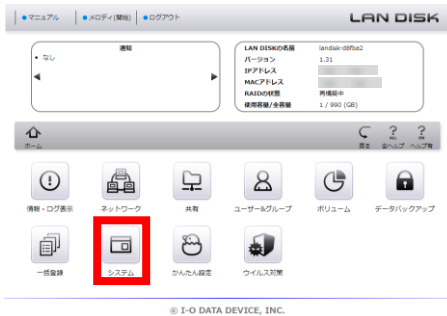 マニュアル メロディ(開始) ログアウト LAN DISK
通知
なし
LAN DISKの名前 landisk-d6fba2
バージョン 1.31
IPアドレス
MACアドレス
RAIDの状態 再構築中
使用容量/全容量 1 / 990 (GB)
ホーム 戻る ALL 全ヘルプ ON ヘルプ有
情報・ログ表示 ネットワーク 共有 ユーザー&グループ ボリューム データバックアップ
一括登録 システム かんたん設定 ウイルス対策
© I-O DATA DEVICE, INC.